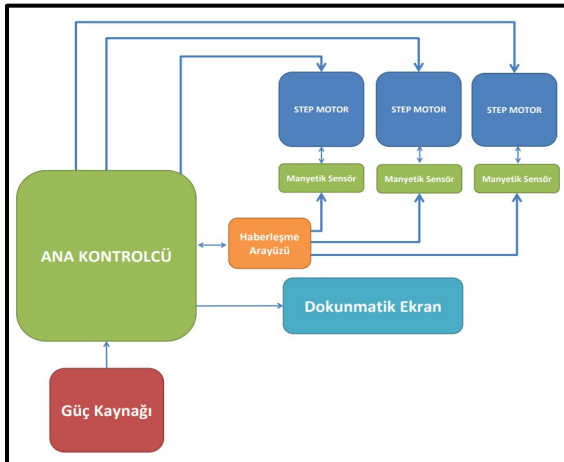 STEP MOTOR
STEP MOTOR
STEP MOTOR
Manyetik Sensör
Manyetik Sensör
Manyetik Sensör
ANA KONTROLCÜ
Haberleşme
Arayüzü
Dokunmatik Ekran
Güç Kaynağı